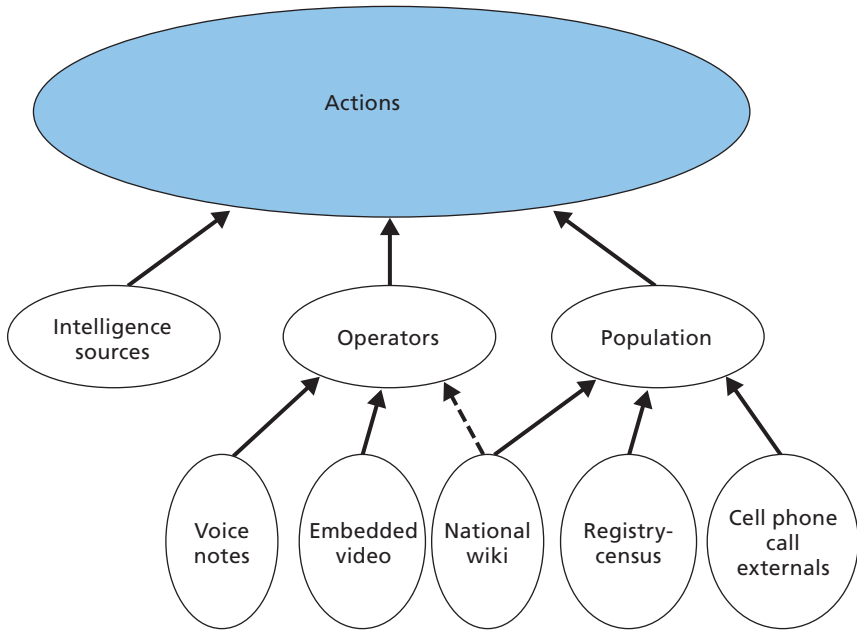 Actions
Intelligence
sources
Operators
Population
Voice
notes
Embedded
video
National
wiki
Registry-
census
Cell phone
call
externals